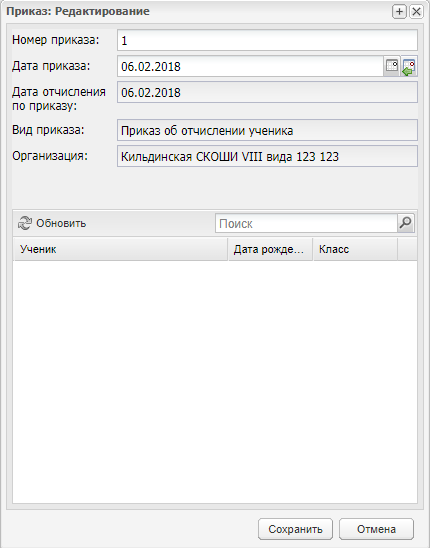 Приказ: Редактирование
Номер приказа: 1
Дата приказа: 06.02.2018
Дата отчисления
по приказу: 06.02.2018
Вид приказа: Приказ об отчислении ученика
Организация: Кильдинская СКОШИ VIII вида 123 123
Обновить Поиск
Ученик Дата рожде... Класс
Сохранить Отмена